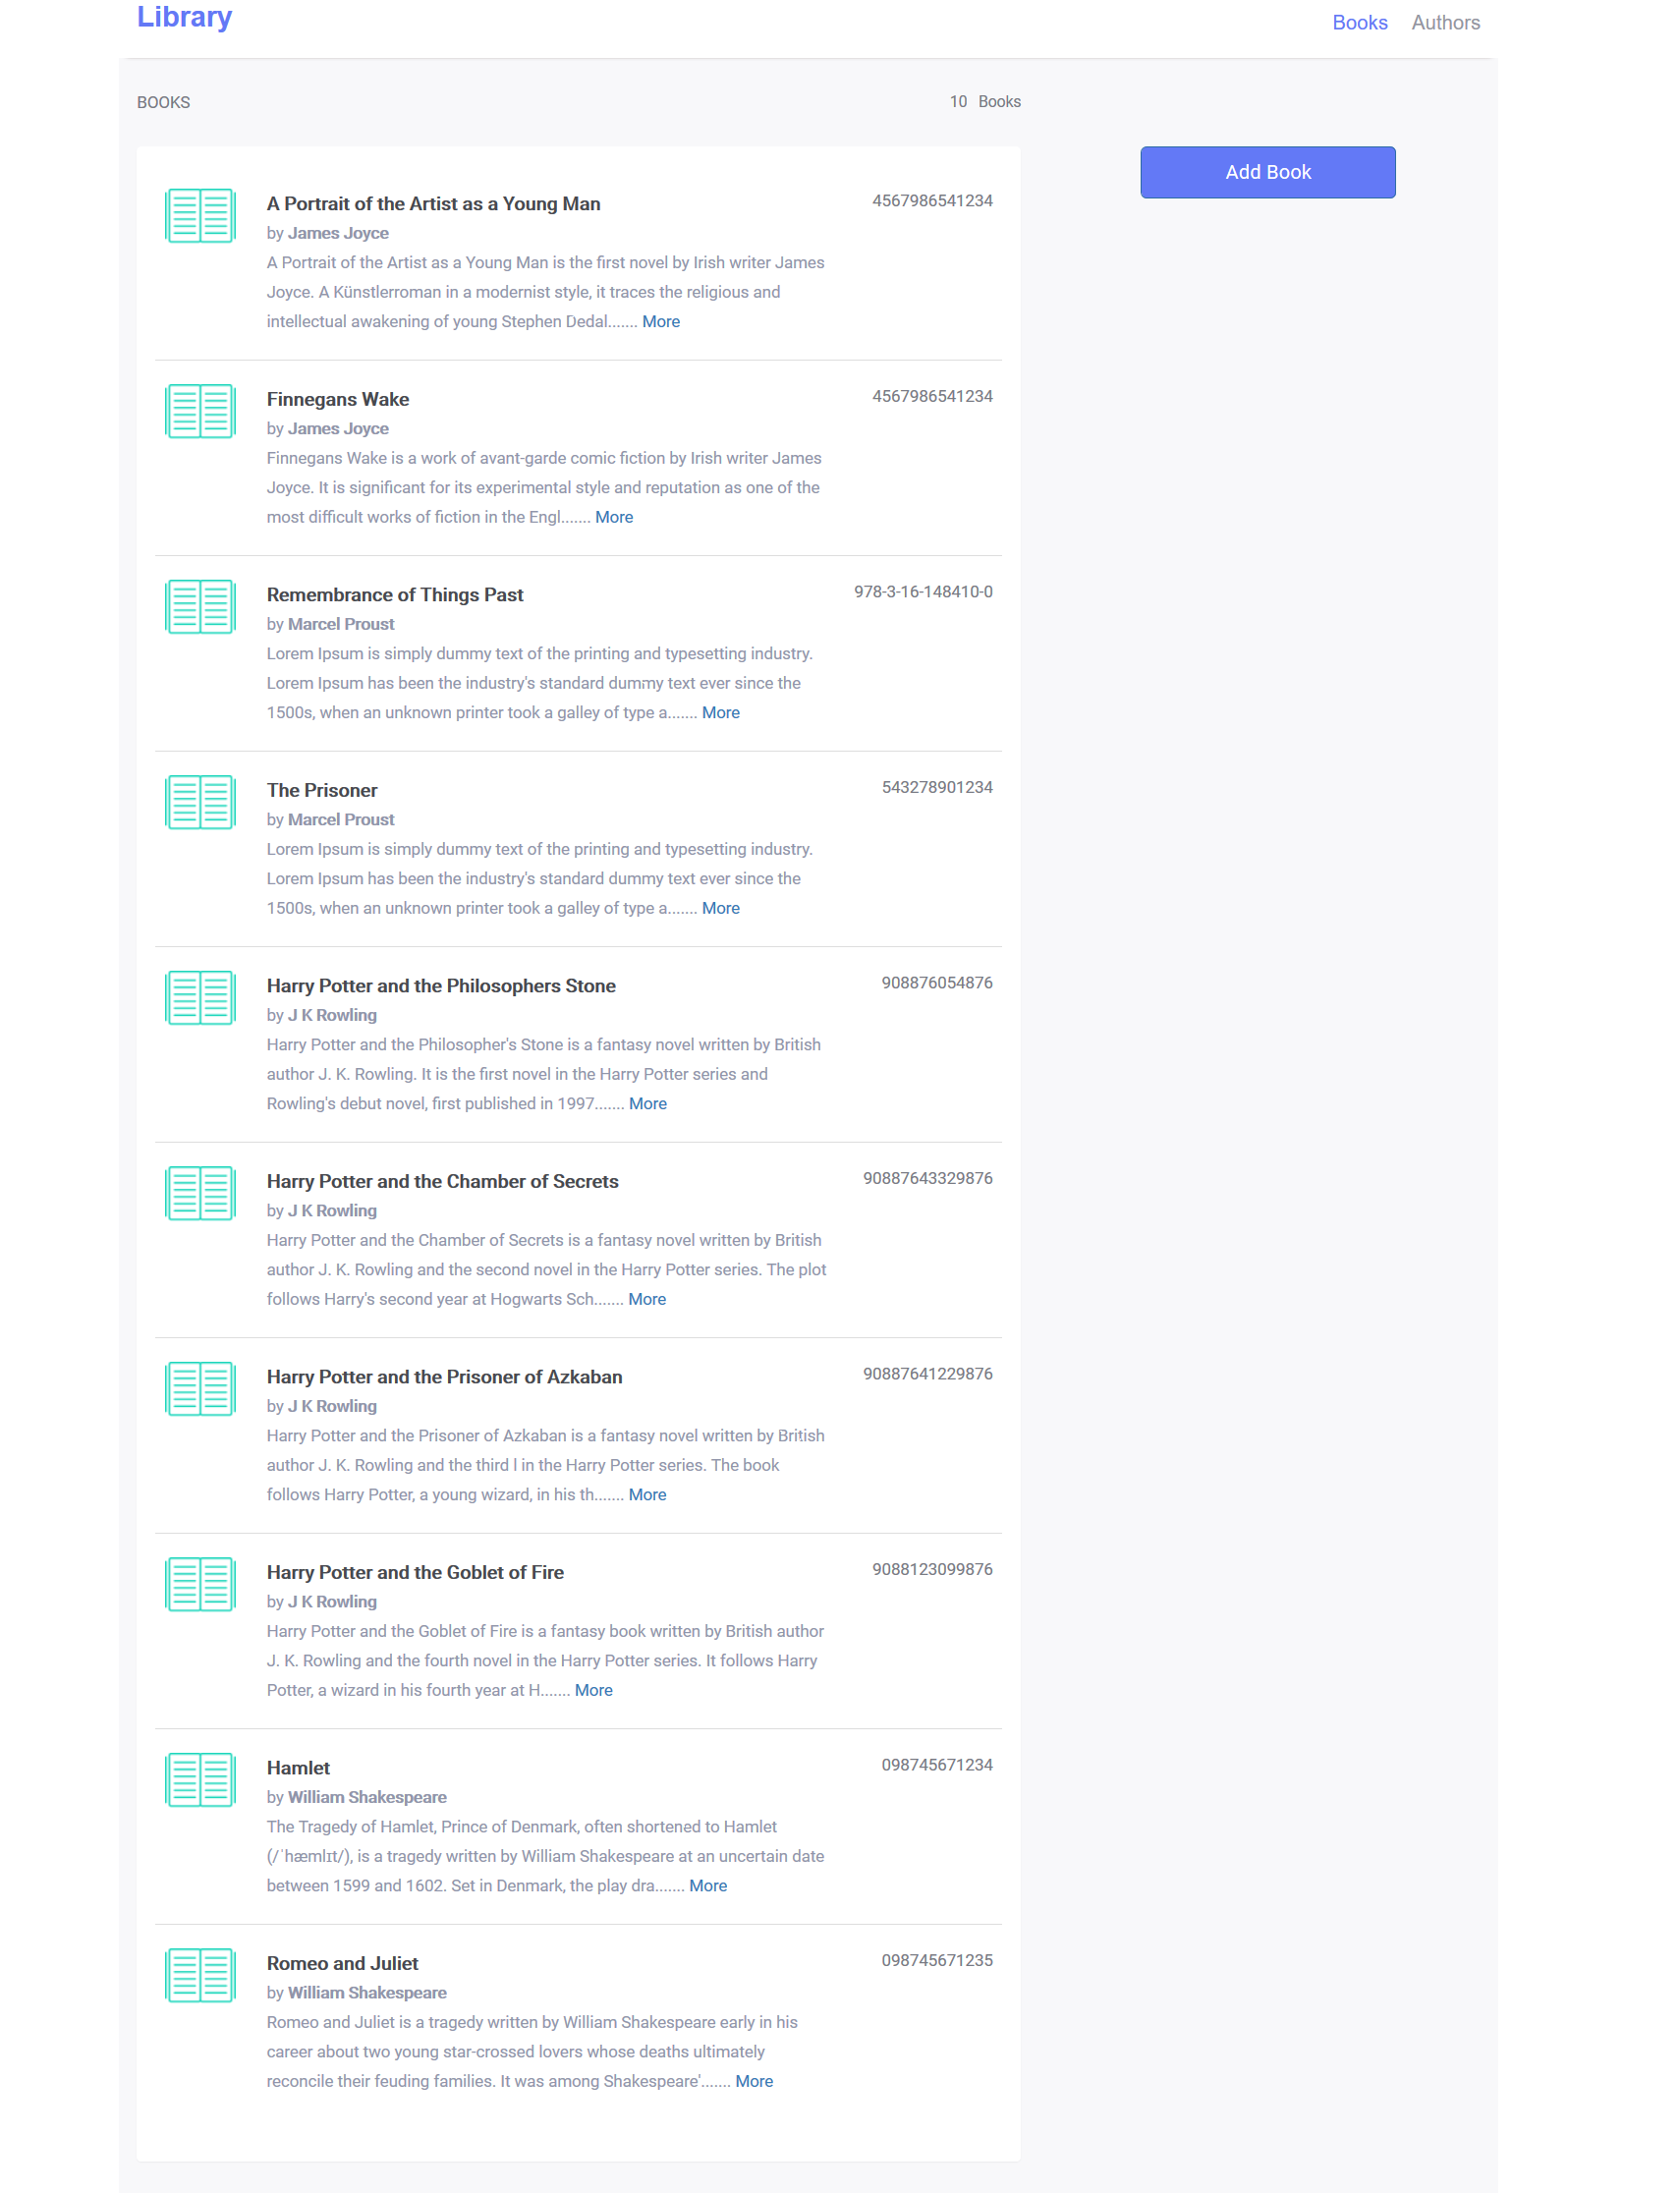 Library
Books Authors
BOOKS
10 Books
Add Book
A Portrait of the Artist as a Young Man
4567986541234
by James Joyce
A Portrait of the Artist as a Young Man is the first novel by Irish writer James
Joyce. A Künstlerroman in a modernist style, it traces the religious and
intellectual awakening of young Stephen Dedal....... More
Finnegans Wake
4567986541234
by James Joyce
Finnegans Wake is a work of avant-garde comic fiction by Irish writer James
Joyce. It is significant for its experimental style and reputation as one of the
most difficult works of fiction in the Engl....... More
Remembrance of Things Past
978-3-16-148410-0
by Marcel Proust
Lorem Ipsum is simply dummy text of the printing and typesetting industry.
Lorem Ipsum has been the industry's standard dummy text ever since the
1500s, when an unknown printer took a galley of type a....... More
The Prisoner
543278901234
by Marcel Proust
Lorem Ipsum is simply dummy text of the printing and typesetting industry.
Lorem Ipsum has been the industry's standard dummy text ever since the
1500s, when an unknown printer took a galley of type a....... More
Harry Potter and the Philosophers Stone
908876054876
by J K Rowling
Harry Potter and the Philosopher's Stone is a fantasy novel written by British
author J. K. Rowling. It is the first novel in the Harry Potter series and
Rowling's debut novel, first published in 1997....... More
Harry Potter and the Chamber of Secrets
90887643329876
by J K Rowling
Harry Potter and the Chamber of Secrets is a fantasy novel written by British
author J. K. Rowling and the second novel in the Harry Potter series. The plot
follows Harry's second year at Hogwarts Sch....... More
Harry Potter and the Prisoner of Azkaban
90887641229876
by J K Rowling
Harry Potter and the Prisoner of Azkaban is a fantasy novel written by British
author J. K. Rowling and the third l in the Harry Potter series. The book
follows Harry Potter, a young wizard, in his th....... More
Harry Potter and the Goblet of Fire
9088123099876
by J K Rowling
Harry Potter and the Goblet of Fire is a fantasy book written by British author
J. K. Rowling and the fourth novel in the Harry Potter series. It follows Harry
Potter, a wizard in his fourth year at H....... More
Hamlet
098745671234
by William Shakespeare
The Tragedy of Hamlet, Prince of Denmark, often shortened to Hamlet
(/ˈhæmlɪt/), is a tragedy written by William Shakespeare at an uncertain date
between 1599 and 1602. Set in Denmark, the play dra....... More
Romeo and Juliet
098745671235
by William Shakespeare
Romeo and Juliet is a tragedy written by William Shakespeare early in his
career about two young star-crossed lovers whose deaths ultimately
reconcile their feuding families. It was among Shakespeare'....... More